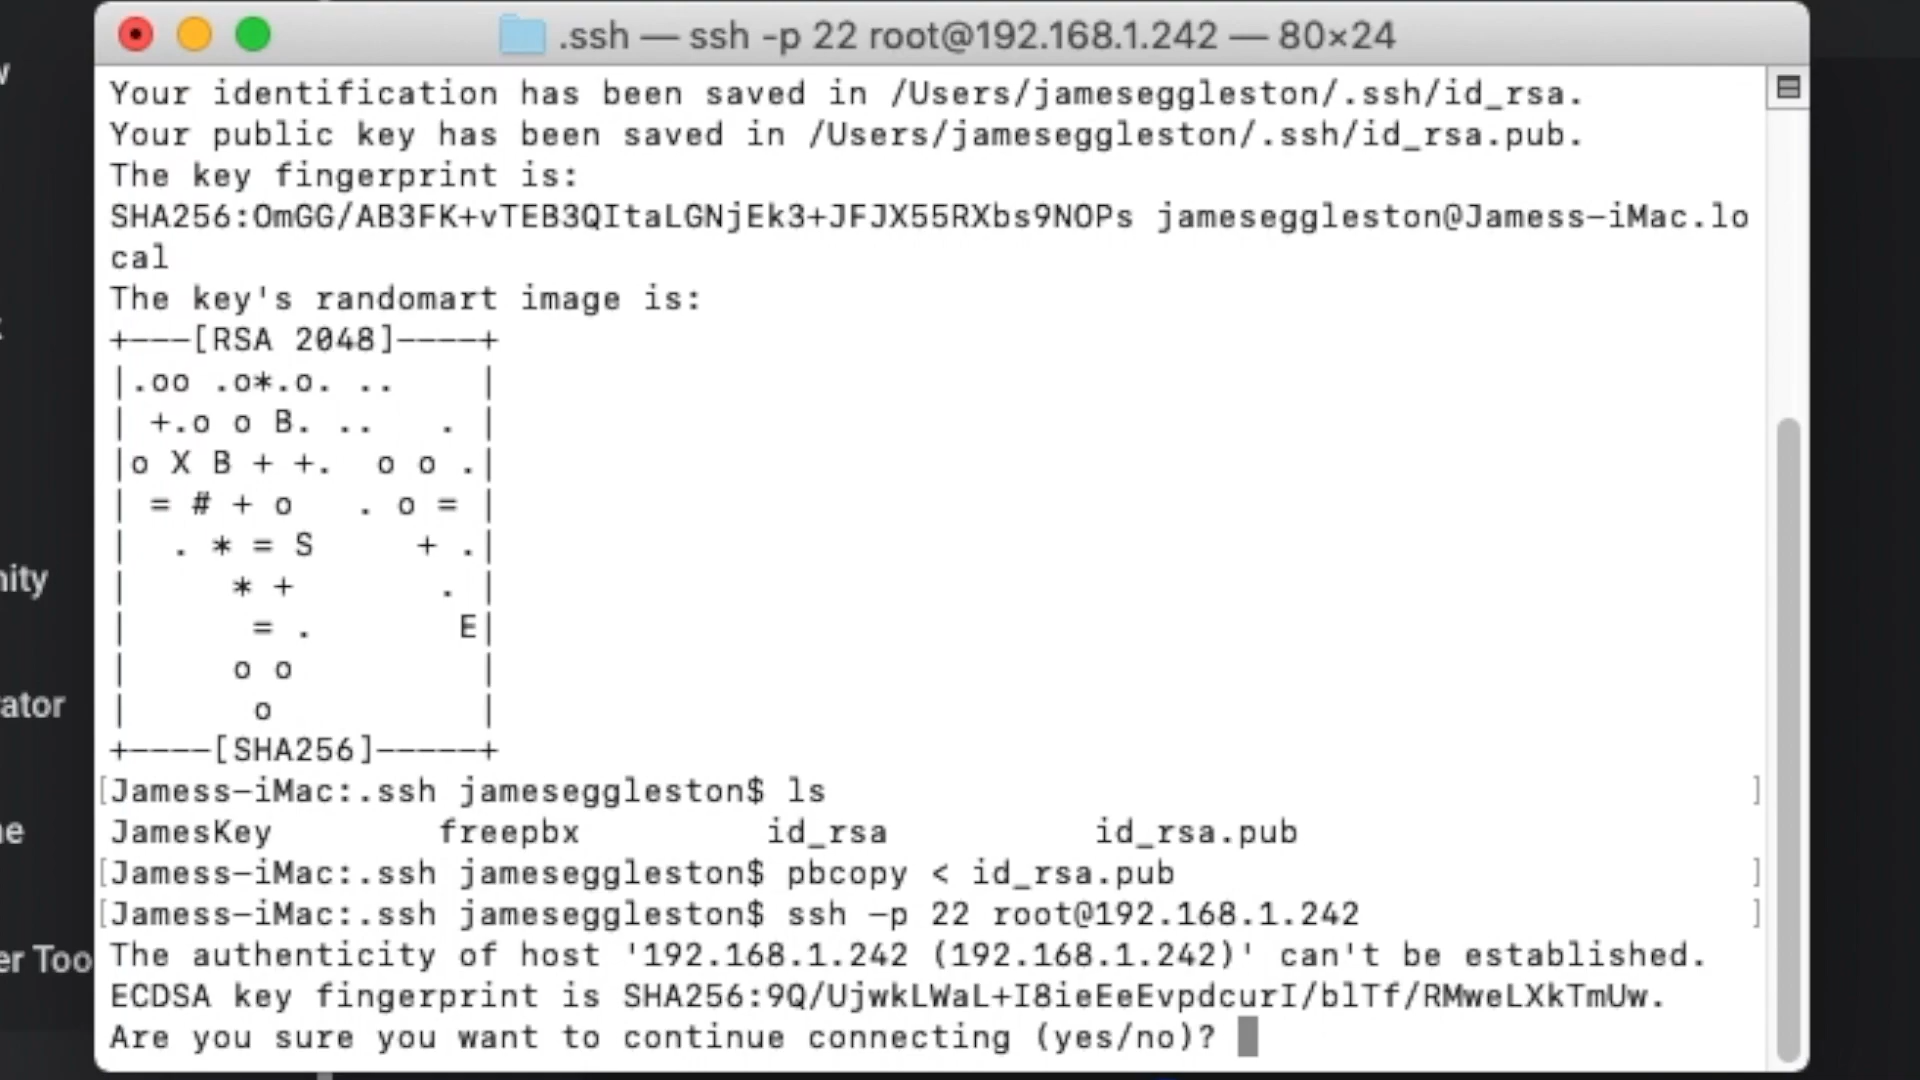 .ssh — ssh -p 22 root@192.168.1.242 — 80×24
Your identification has been saved in /Users/jameseggleston/.ssh/id_rsa.
Your public key has been saved in /Users/jameseggleston/.ssh/id_rsa.pub.
The key fingerprint is:
SHA256:OmGG/AB3FK+vTEB3QItaLGNjEk3+JFJX55RXbs9NOPs jameseggleston@Jamess-iMac.lo
cal
The key's randomart image is:
+---[RSA 2048]----+
|.oo .o*.o. ..    |
| +.o o B. ..   . |
|o X B + +.  o o .|
| = # + o   . o = |
|  . * = S     + .|
|     * +       . |
|      = .       E|
|     o o         |
|      o          |
+----[SHA256]-----+
[Jamess-iMac:.ssh jameseggleston$ ls ]
JamesKey freepbx id_rsa id_rsa.pub
[Jamess-iMac:.ssh jameseggleston$ pbcopy < id_rsa.pub ]
[Jamess-iMac:.ssh jameseggleston$ ssh -p 22 root@192.168.1.242 ]
The authenticity of host '192.168.1.242 (192.168.1.242)' can't be established.
ECDSA key fingerprint is SHA256:9Q/UjwkLWaL+I8ieEeEvpdcurI/blTf/RMweLXkTmUw.
Are you sure you want to continue connecting (yes/no)?